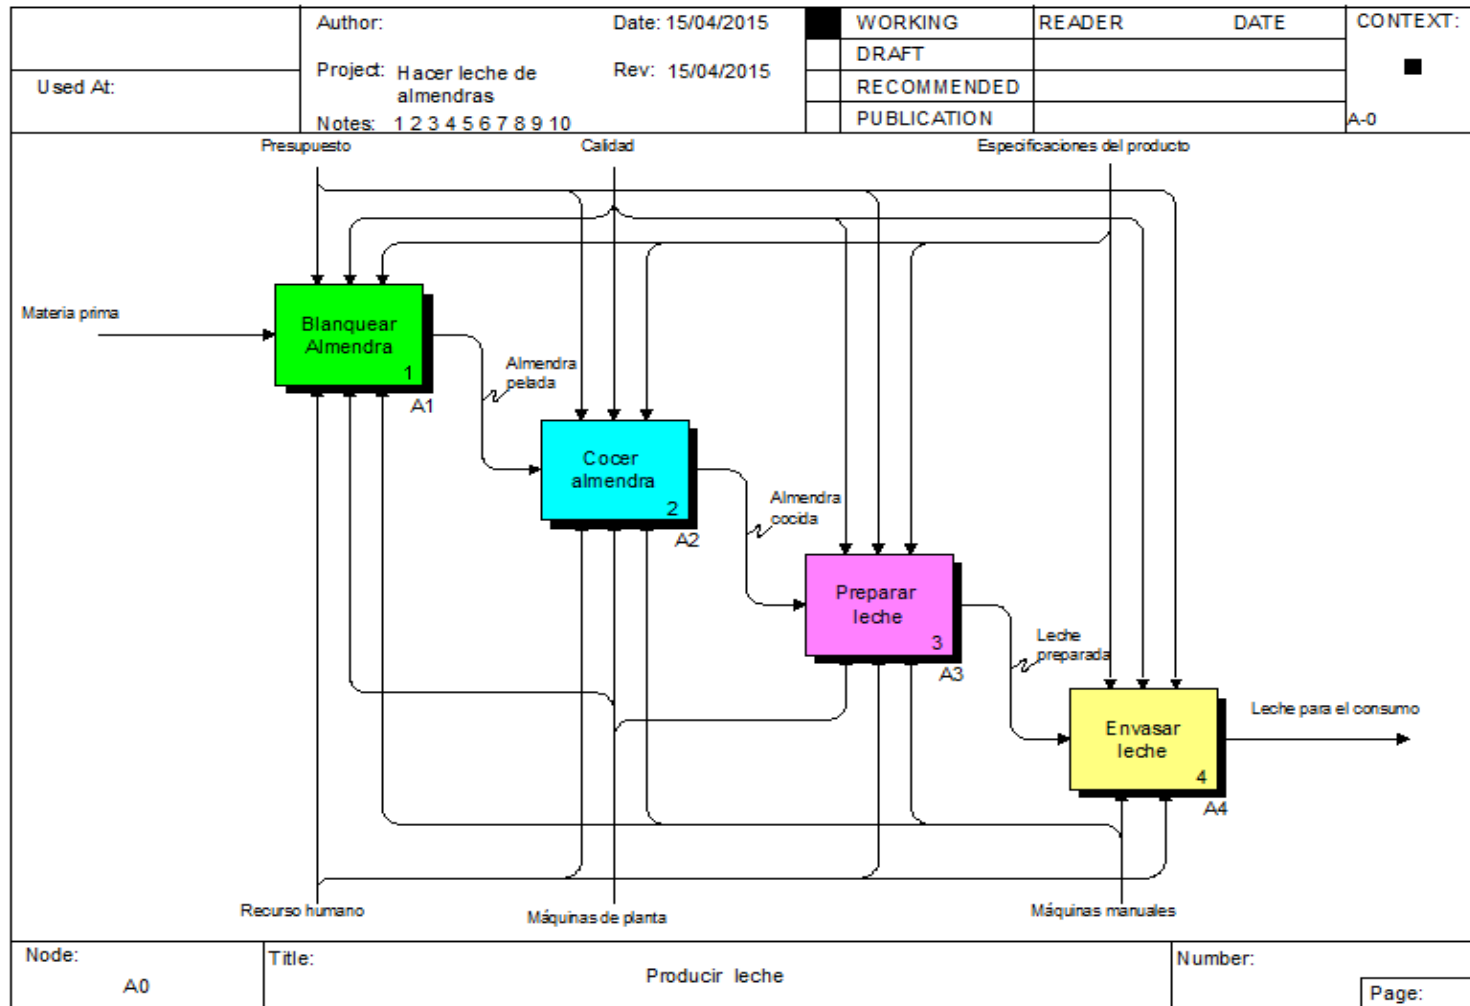 Used At:
Author:
Date: 15/04/2015
Project: Hacer leche de
almendras
Rev: 15/04/2015
Notes: 1 2 3 4 5 6 7 8 9 10
WORKING
DRAFT
RECOMMENDED
PUBLICATION
READER
DATE
CONTEXT:
A-0
Presupuesto
Calidad
Especificaciones del producto
Materia prima
Blanquear
Almendra
1
A1
Almendra
pelada
Cocer
almendra
2
A2
Almendra
cocida
Preparar
leche
3
A3
Leche
preparada
Envasar
leche
4
A4
Leche para el consumo
Recurso humano
Máquinas de planta
Máquinas manuales
Node:
A0
Title:
Producir leche
Number:
Page: